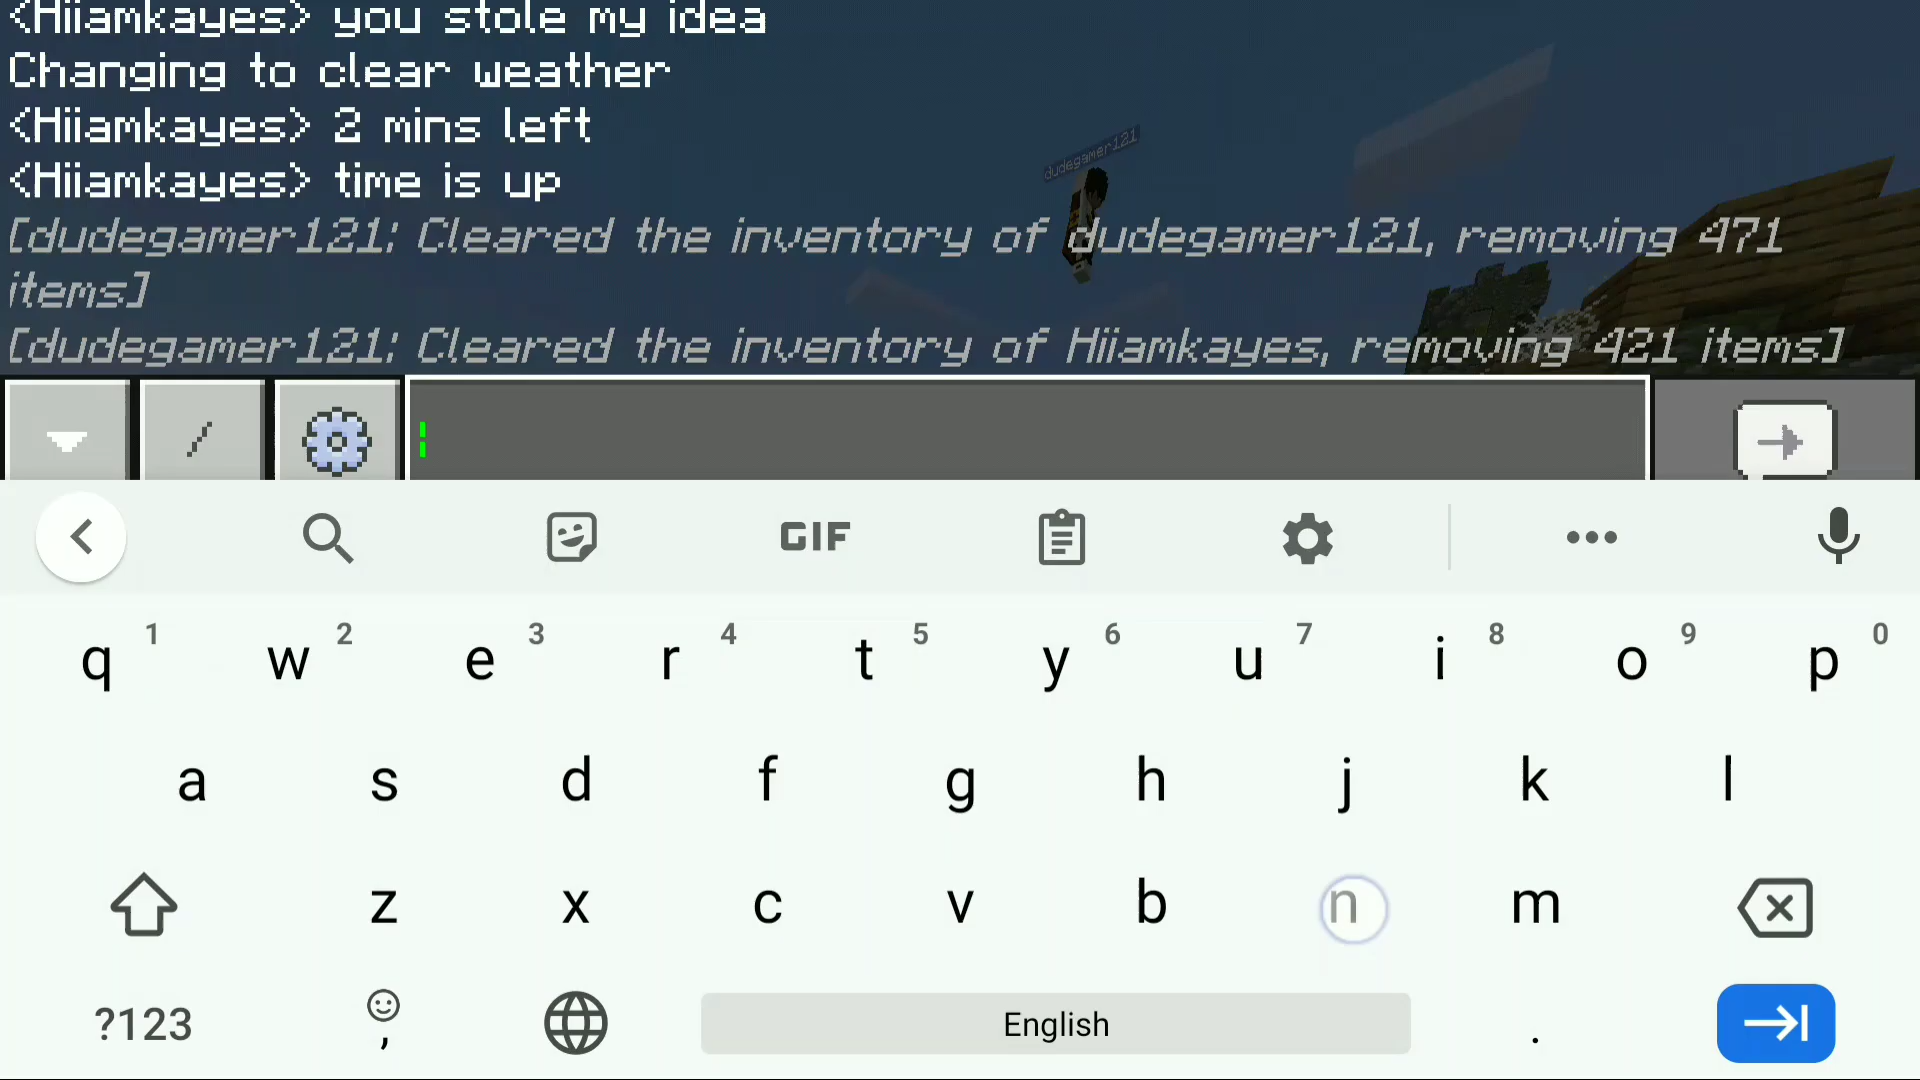 <Hiiamkayes> you stole my idea
Changing to clear weather
<Hiiamkayes> 2 mins left
<Hiiamkayes> time is up
dudegamer121
[dudegamer121: Cleared the inventory of dudegamer121, removing 471
items]
[dudegamer121: Cleared the inventory of Hiiamkayes, removing 421 items]
/
GIF
1 2 3 4 5 6 7 8 9 0
q w e r t y u i o p
a s d f g h j k l
z x c v b n m
?123 , English .